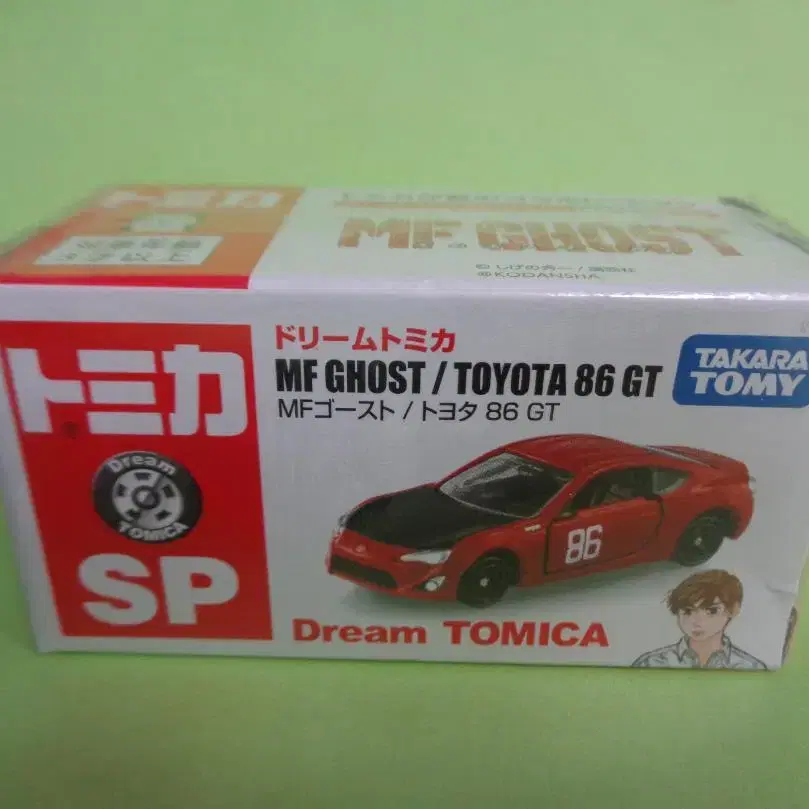 トミカ
MF GHOST
© しげの秀一 / 講談社
©KODANSHA
トミカ
Dream
TOMICA
SP
ドリームトミカ
MF GHOST / TOYOTA 86 GT
MFゴースト / トヨタ 86 GT
TAKARA
TOMY
86
Dream TOMICA